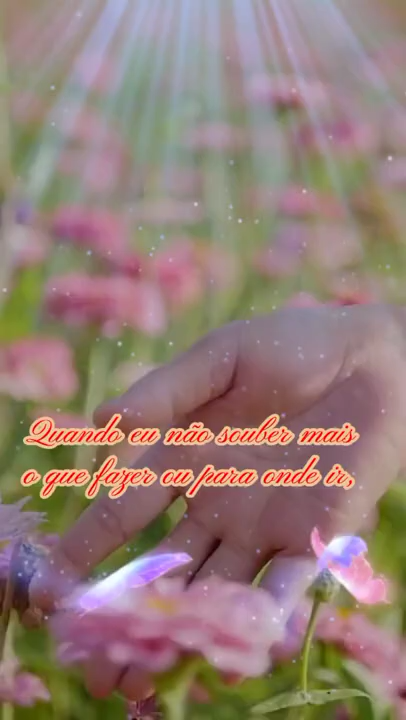 Quando eu não souber mais
o que fazer ou para onde ir,